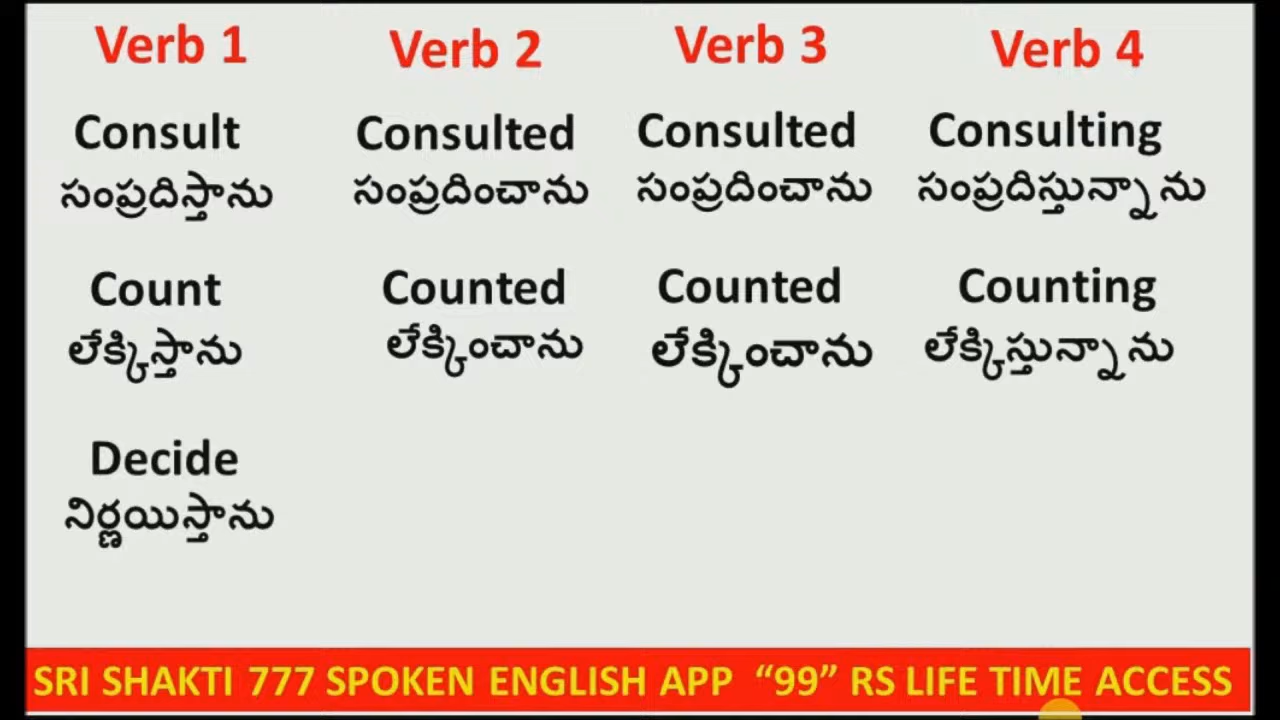 Verb 1 Verb 2 Verb 3 Verb 4
Consult Consulted Consulted Consulting
సంప్రదిస్తాను సంప్రదించాను సంప్రదించాను సంప్రదిస్తున్నాను
Count Counted Counted Counting
లేక్కిస్తాను లేక్కించాను లేక్కించాను లేక్కిస్తున్నాను
Decide
నిర్ణయిస్తాను
SRI SHAKTI 777 SPOKEN ENGLISH APP “99” RS LIFE TIME ACCESS